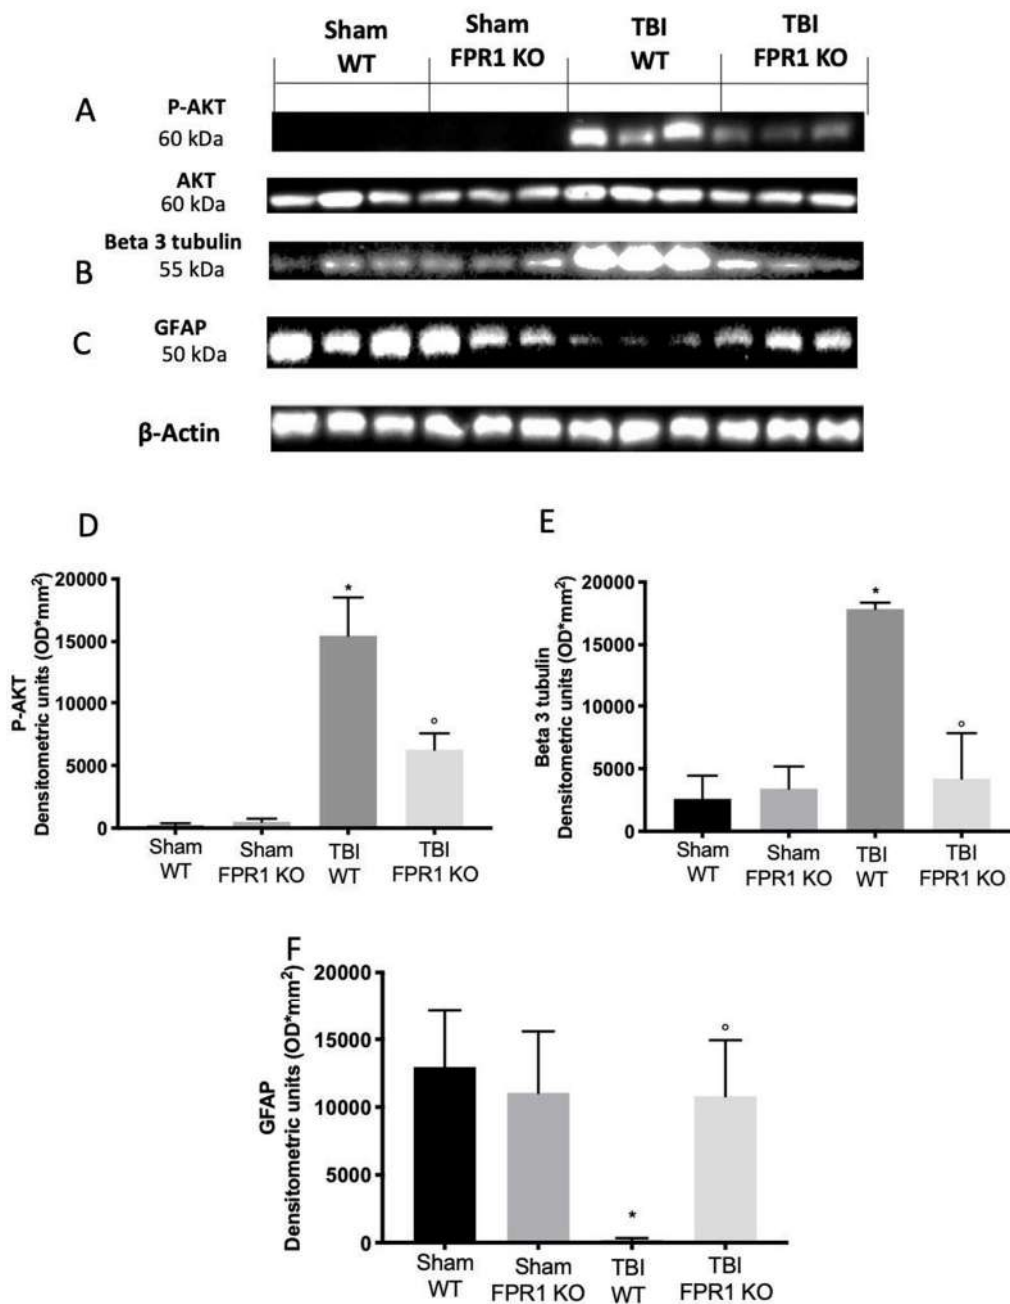 Sham
WT
Sham
FPR1 KO
TBI
WT
TBI
FPR1 KO
A
P-AKT
60 kDa
AKT
60 kDa
Beta 3 tubulin
B
55 kDa
C
GFAP
50 kDa
β-Actin
D
P-AKT
Densitometric units (OD*mm²)
20000
15000
10000
5000
0
*
°
Sham
WT
Sham
FPR1 KO
TBI
WT
TBI
FPR1 KO
E
Beta 3 tubulin
Densitometric units (OD*mm²)
20000
15000
10000
5000
0
*
°
Sham
WT
Sham
FPR1 KO
TBI
WT
TBI
FPR1 KO
F
GFAP
Densitometric units (OD*mm²)
20000
15000
10000
5000
0
*
°
Sham
WT
Sham
FPR1 KO
TBI
WT
TBI
FPR1 KO